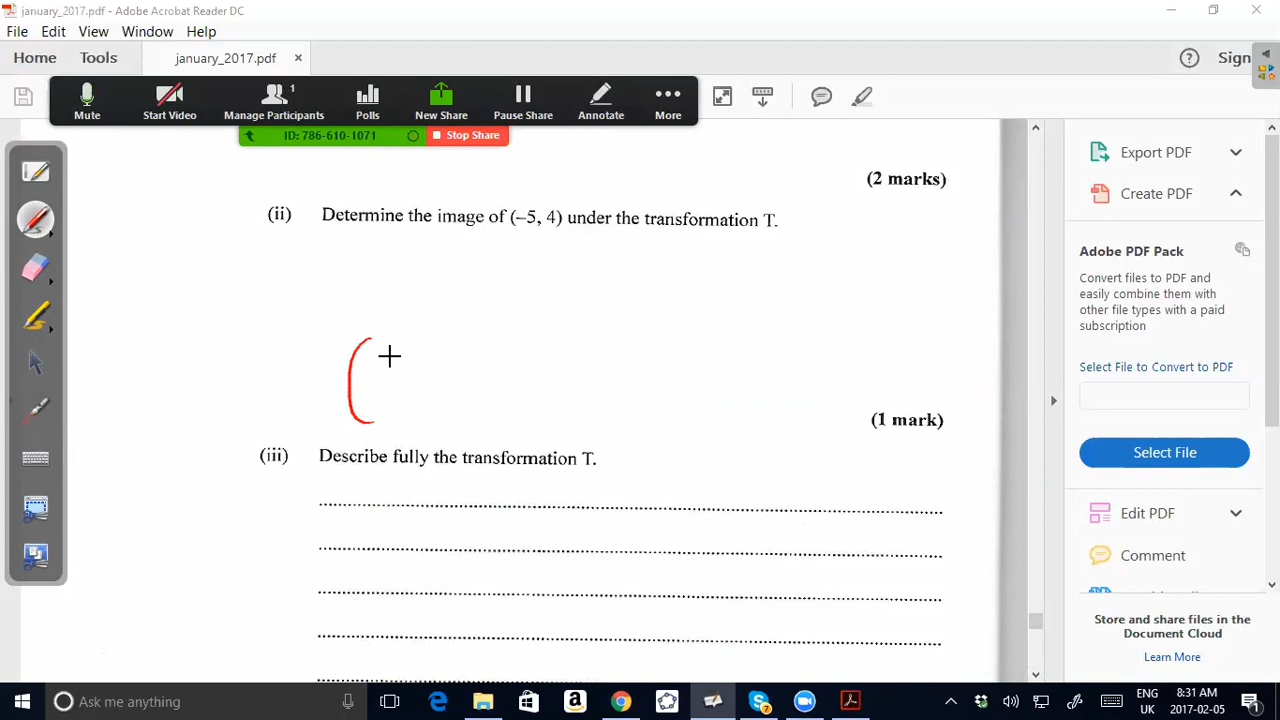 january_2017.pdf - Adobe Acrobat Reader DC
File Edit View Window Help
Home Tools january_2017.pdf × Sign
Mute Start Video Manage Participants 1 Polls New Share Pause Share Annotate More
ID: 786-610-1071 Stop Share
(2 marks)
(ii) Determine the image of (–5, 4) under the transformation T.
(
(1 mark)
(iii) Describe fully the transformation T.
Export PDF
Create PDF
Adobe PDF Pack
Convert files to PDF and
easily combine them with
other file types with a paid
subscription
Select File to Convert to PDF
Select File
Edit PDF
Comment
Store and share files in the
Document Cloud
Learn More
Ask me anything
ENG
UK
8:31 AM
2017-02-05